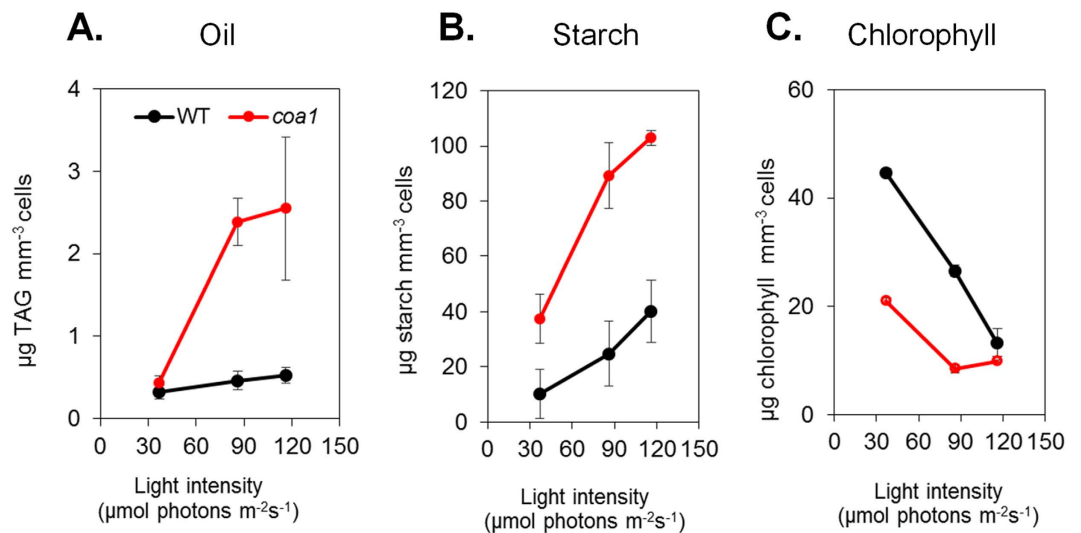 A. Oil
µg TAG mm⁻³ cells
4
3
2
1
0
WT coa1
0 30 60 90 120 150
Light intensity
(µmol photons m⁻²s⁻¹)
B. Starch
µg starch mm⁻³ cells
120
100
80
60
40
20
0
0 30 60 90 120 150
Light intensity
(µmol photons m⁻²s⁻¹)
C. Chlorophyll
µg chlorophyll mm⁻³ cells
60
40
20
0
0 30 60 90 120 150
Light intensity
(µmol photons m⁻²s⁻¹)